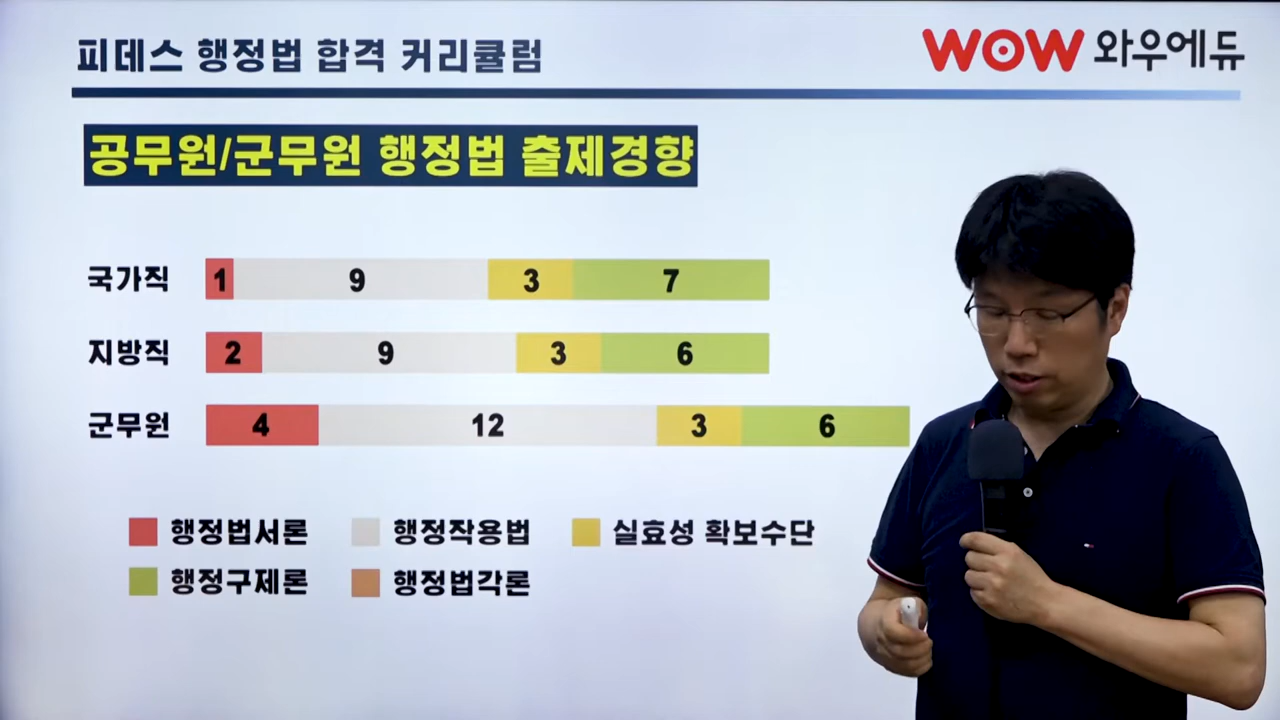 피데스 행정법 합격 커리큘럼
WOW 와우에듀
공무원/군무원 행정법 출제경향
국가직 1 9 3 7
지방직 2 9 3 6
군무원 4 12 3 6
행정법서론 행정작용법 실효성 확보수단
행정구제론 행정법각론